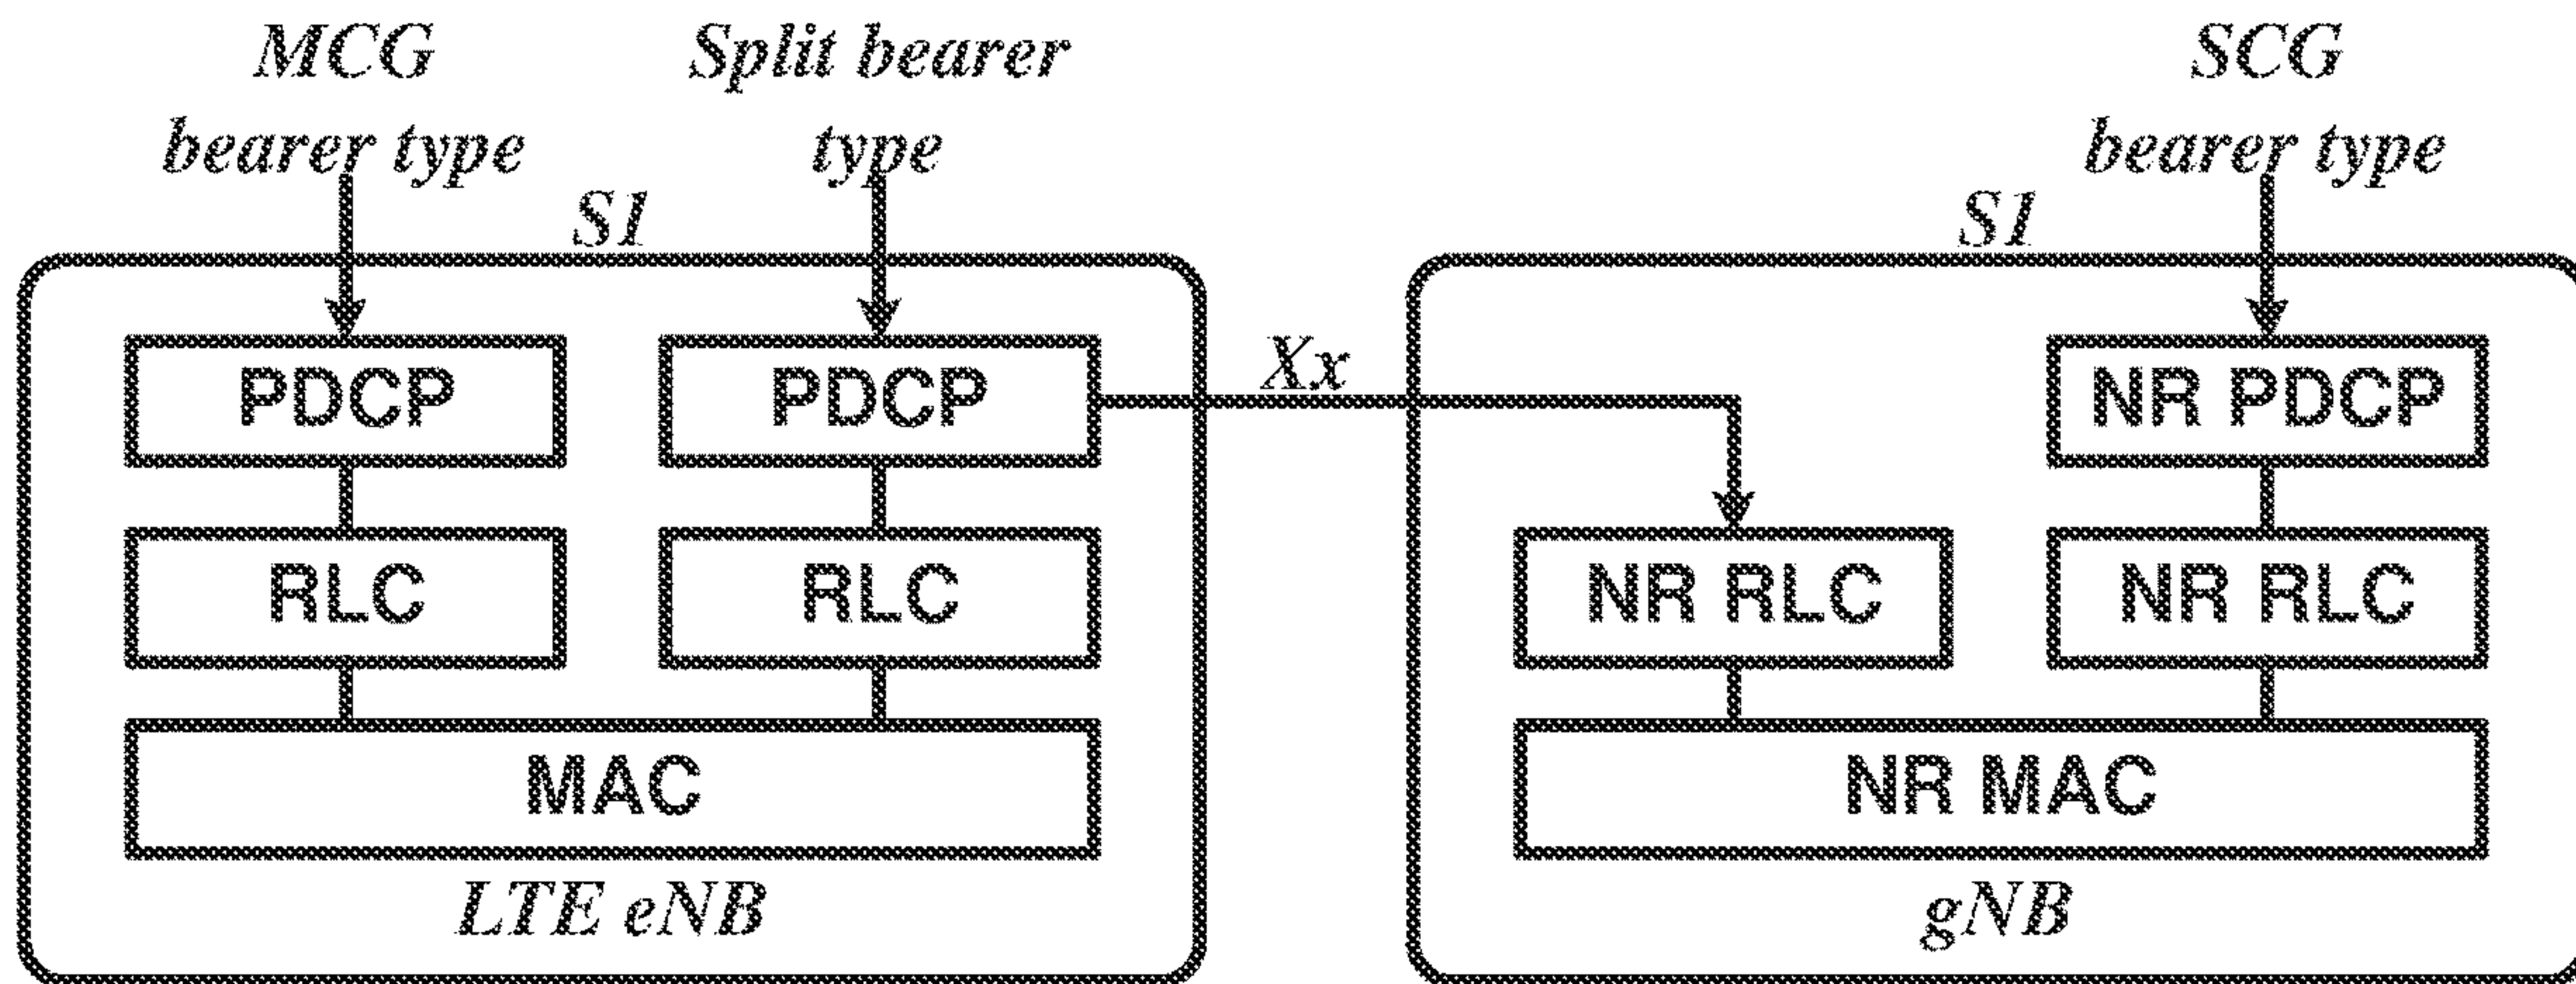 MCG
bearer type
Split bearer
type
SCG
bearer type
S1
S1
Xx
PDCP
PDCP
NR PDCP
RLC
RLC
NR RLC
NR RLC
MAC
NR MAC
LTE eNB
gNB